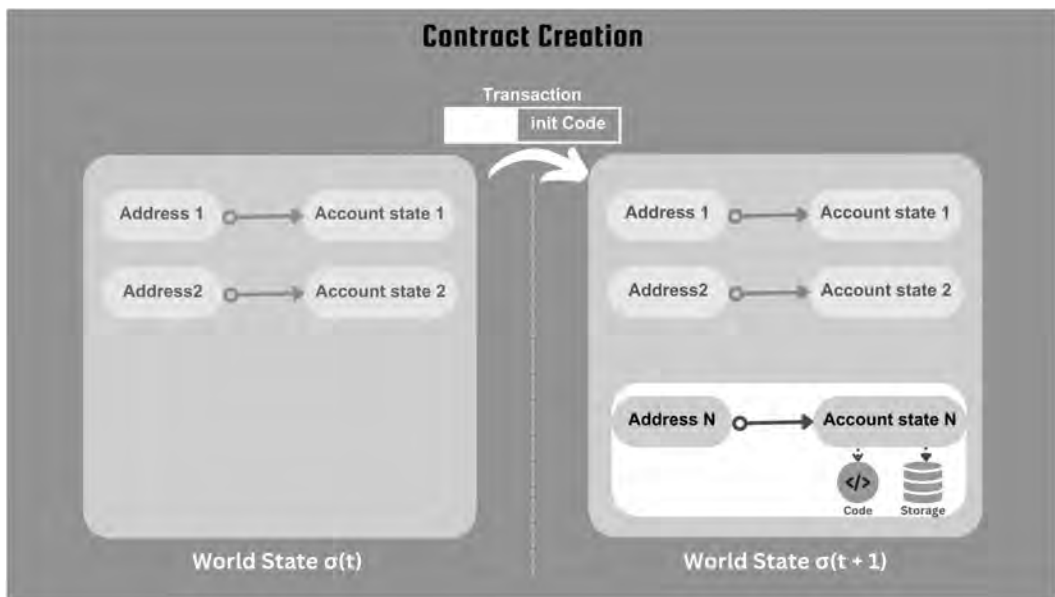 Contract Creation
Transaction
init Code
Address 1
Account state 1
Address2
Account state 2
World State σ(t)
Address 1
Account state 1
Address2
Account state 2
Address N
Account state N
</>
Code
Storage
World State σ(t + 1)